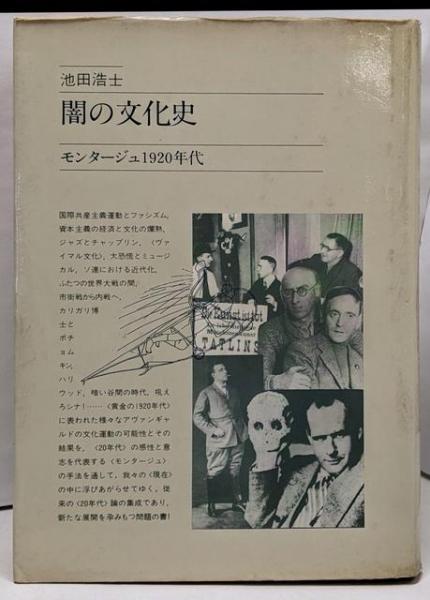 池田浩士
闇の文化史
モンタージュ1920年代
国際共産主義運動とファシズム,
資本主義の経済と文化の爛熟,
ジャズとチャップリン, 〈ヴァ
イマル文化〉, 大恐慌とミュージ
カル, ソ連における近代化,
ふたつの世界大戦の間,
市街戦から内戦へ,
カリガリ博
士と
ポチ
ョム
キン,
ハリ
ウッド, 暗い谷間の時代, 吼え
ろシナ!……〈黄金の1920年代〉
に表われた様々なアヴァンギャ
ルドの文化運動の可能性とその
結果を, 〈20年代〉の感性と意
志を代表する〈モンタージュ〉
の手法を通して, 我々の〈現在〉
の中に浮びあがらせてゆく, 従
来の〈20年代〉論の集成であり,
新たな展開を孕みもつ問題の書!
Die Kunst ist tot
TATLINS